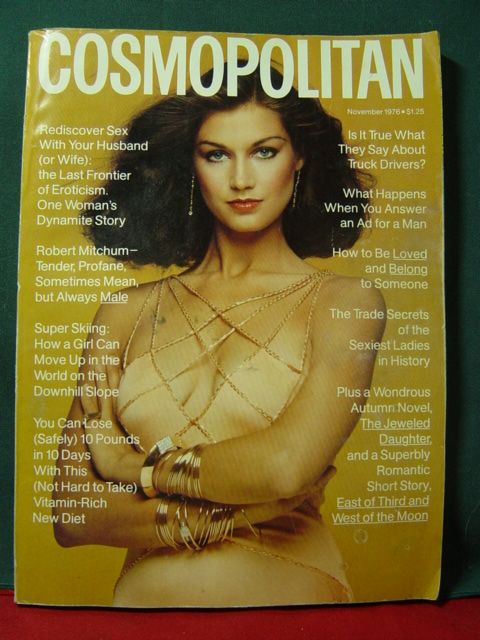 COSMOPOLITAN
November 1976 • $1.25
Rediscover Sex
With Your Husband
(or Wife):
the Last Frontier
of Eroticism.
One Woman's
Dynamite Story
Robert Mitchum—
Tender, Profane,
Sometimes Mean,
but Always Male
Super Skiing:
How a Girl Can
Move Up in the
World on the
Downhill Slope
You Can Lose
(Safely) 10 Pounds
in 10 Days
With This
(Not Hard to Take)
Vitamin-Rich
New Diet
Is It True What
They Say About
Truck Drivers?
What Happens
When You Answer
an Ad for a Man
How to Be Loved
and Belong
to Someone
The Trade Secrets
of the
Sexiest Ladies
in History
Plus a Wondrous
Autumn Novel,
The Jeweled
Daughter,
and a Superbly
Romantic
Short Story,
East of Third and
West of the Moon